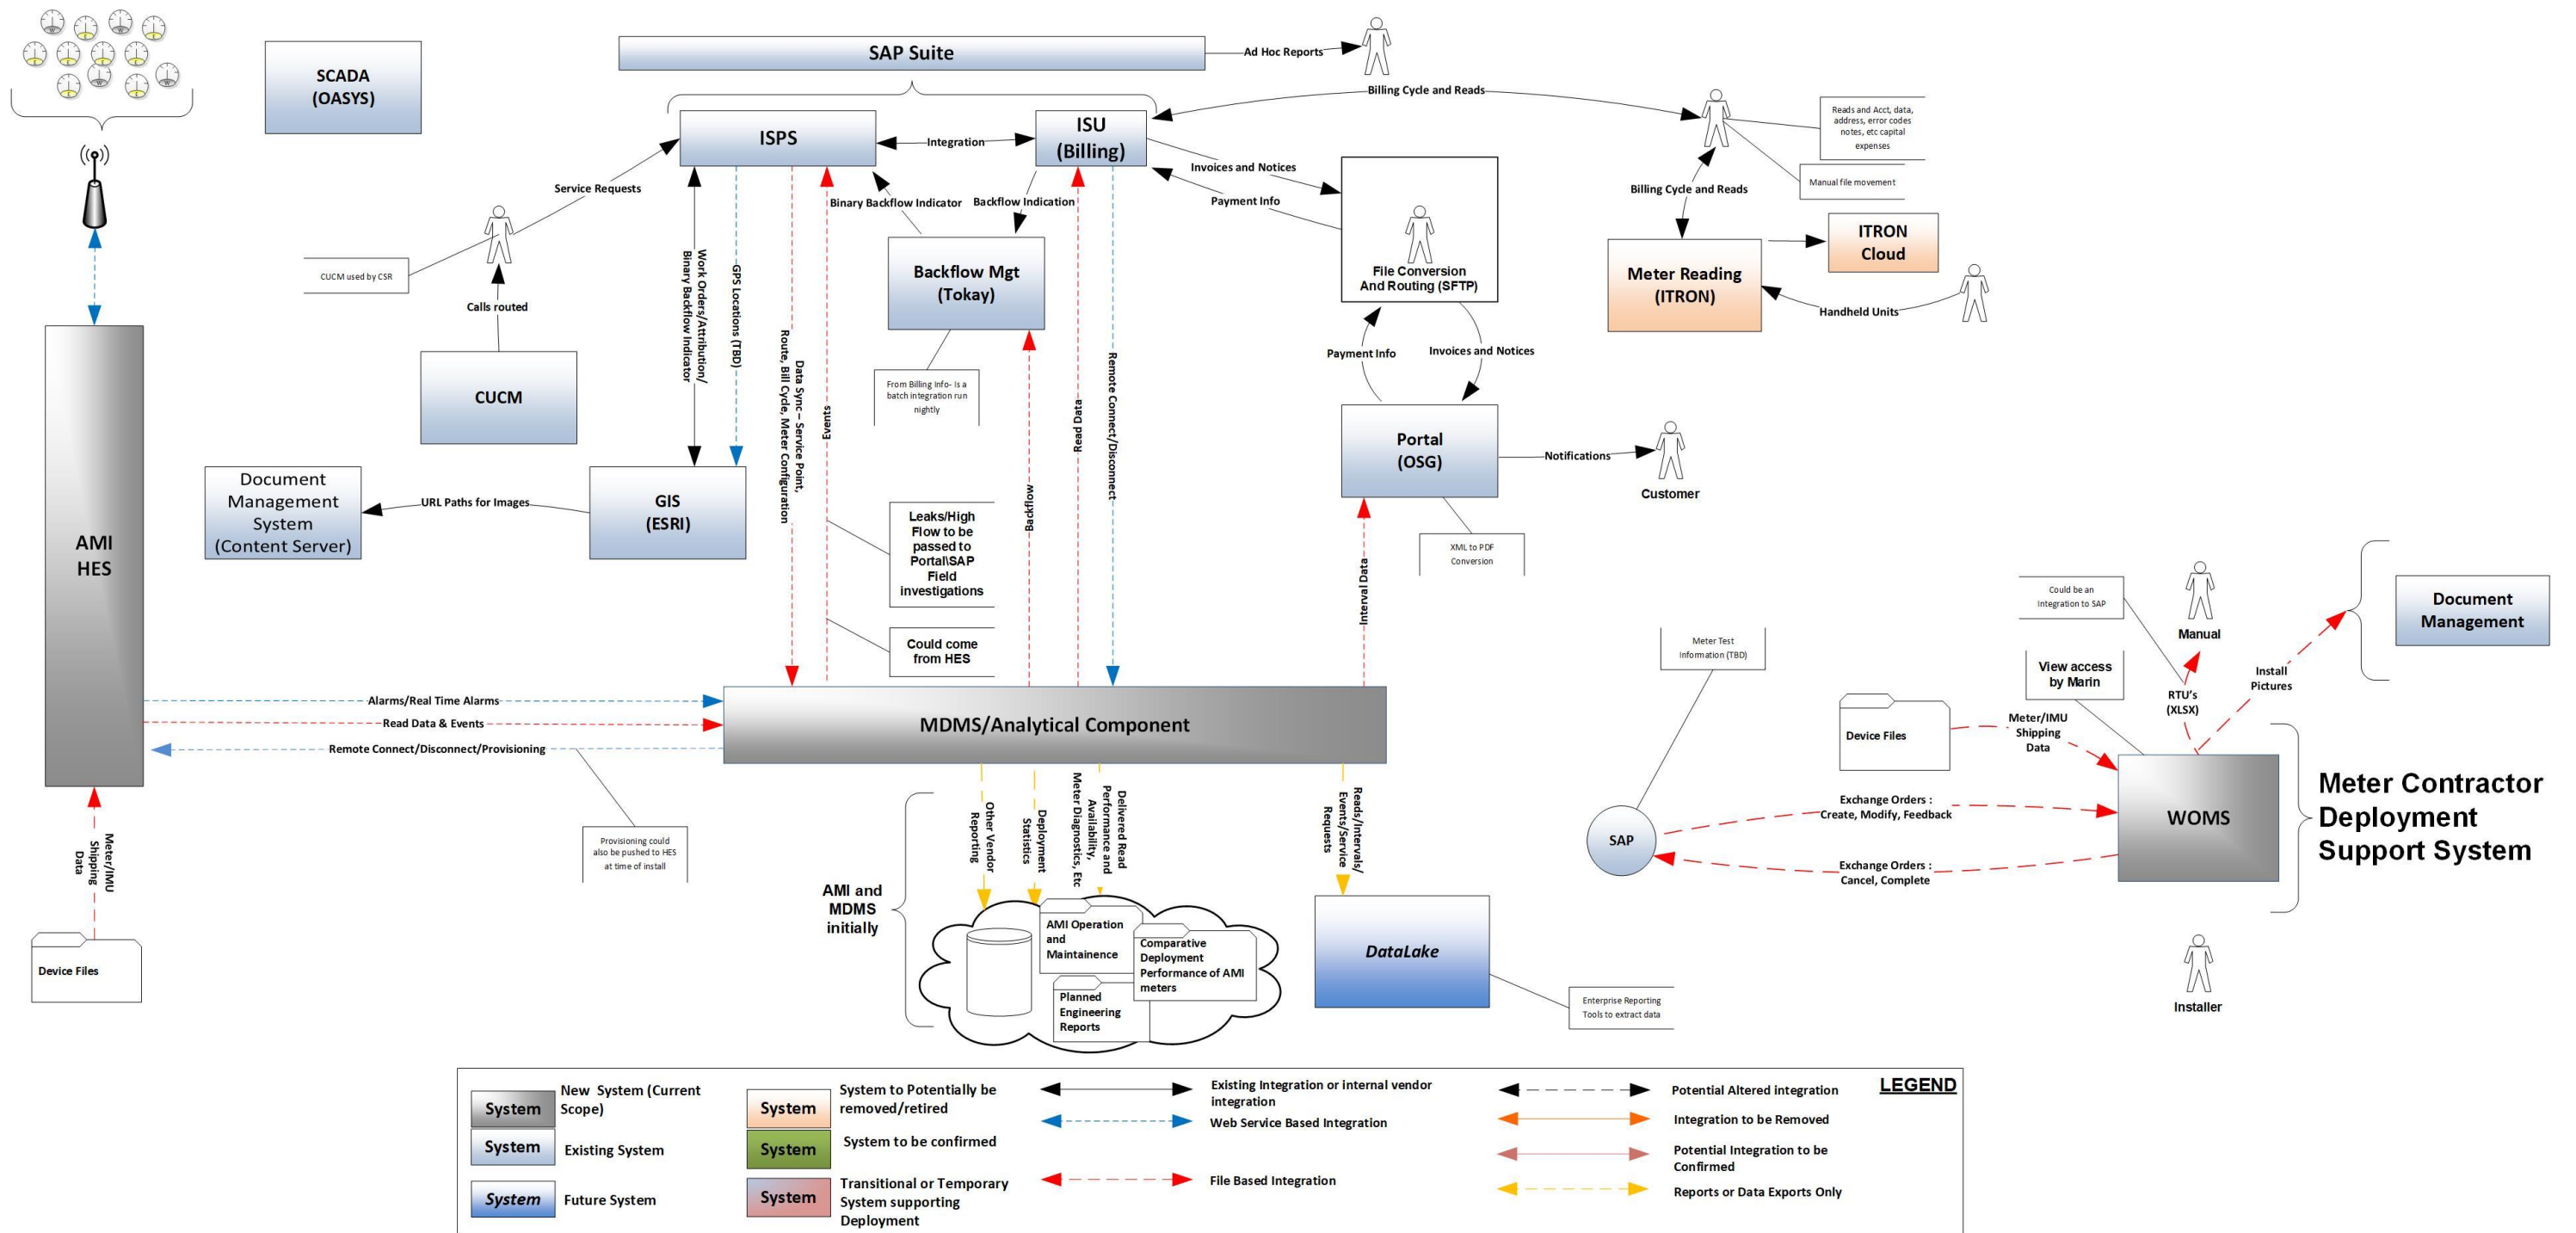 SCADA
(OASYS)
SAP Suite
Ad Hoc Reports
Billing Cycle and Reads
ISPS
Integration
ISU
(Billing)
Reads and Acct, data,
address, error codes
notes, etc capital
expenses
Manual file movement
Service Requests
Invoices and Notices
Payment Info
Billing Cycle and Reads
Binary Backflow Indicator
Backflow Indication
CUCM used by CSR
Calls routed
CUCM
Work Orders/Attribution/
Binary Backflow Indicator
GPS Locations (TBD)
Data Sync – Service Point,
Route, Bill Cycle, Meter Configuration
Events
Backflow Mgt
(Tokay)
From Billing Info- Is a
batch integration run
nightly
Backflow
Read Data
Remote Connect/Disconnect
File Conversion
And Routing (SFTP)
Payment Info
Invoices and Notices
Meter Reading
(ITRON)
ITRON
Cloud
Handheld Units
Portal
(OSG)
Notifications
Customer
XML to PDF
Conversion
Interval Data
Document
Management
System
(Content Server)
URL Paths for Images
GIS
(ESRI)
Leaks/High
Flow to be
passed to
Portal\SAP
Field
investigations
Could come
from HES
AMI
HES
Alarms/Real Time Alarms
Read Data & Events
Remote Connect/Disconnect/Provisioning
MDMS/Analytical Component
Provisioning could
also be pushed to HES
at time of install
Meter/IMU
Shipping
Data
Device Files
AMI and
MDMS
initially
Other Vendor
Reporting
Deployment
Statistics
Delivered Read
Performance and
Availability,
Meter Diagnostics, Etc
Reads/Intervals/
Events/Service
Requests
AMI Operation
and
Maintainence
Comparative
Deployment
Performance of AMI
meters
Planned
Engineering
Reports
DataLake
Enterprise Reporting
Tools to extract data
Meter Test
Information (TBD)
SAP
Could be an
Integration to SAP
Manual
View access
by Marin
RTU's
(XLSX)
Install
Pictures
Document
Management
Device Files
Meter/IMU
Shipping
Data
Exchange Orders :
Create, Modify, Feedback
Exchange Orders :
Cancel, Complete
WOMS
Meter Contractor
Deployment
Support System
Installer
LEGEND
System
New System (Current
Scope)
System
Existing System
System
Future System
System
System to Potentially be
removed/retired
System
System to be confirmed
System
Transitional or Temporary
System supporting
Deployment
Existing Integration or internal vendor
integration
Web Service Based Integration
File Based Integration
Potential Altered integration
Integration to be Removed
Potential Integration to be
Confirmed
Reports or Data Exports Only